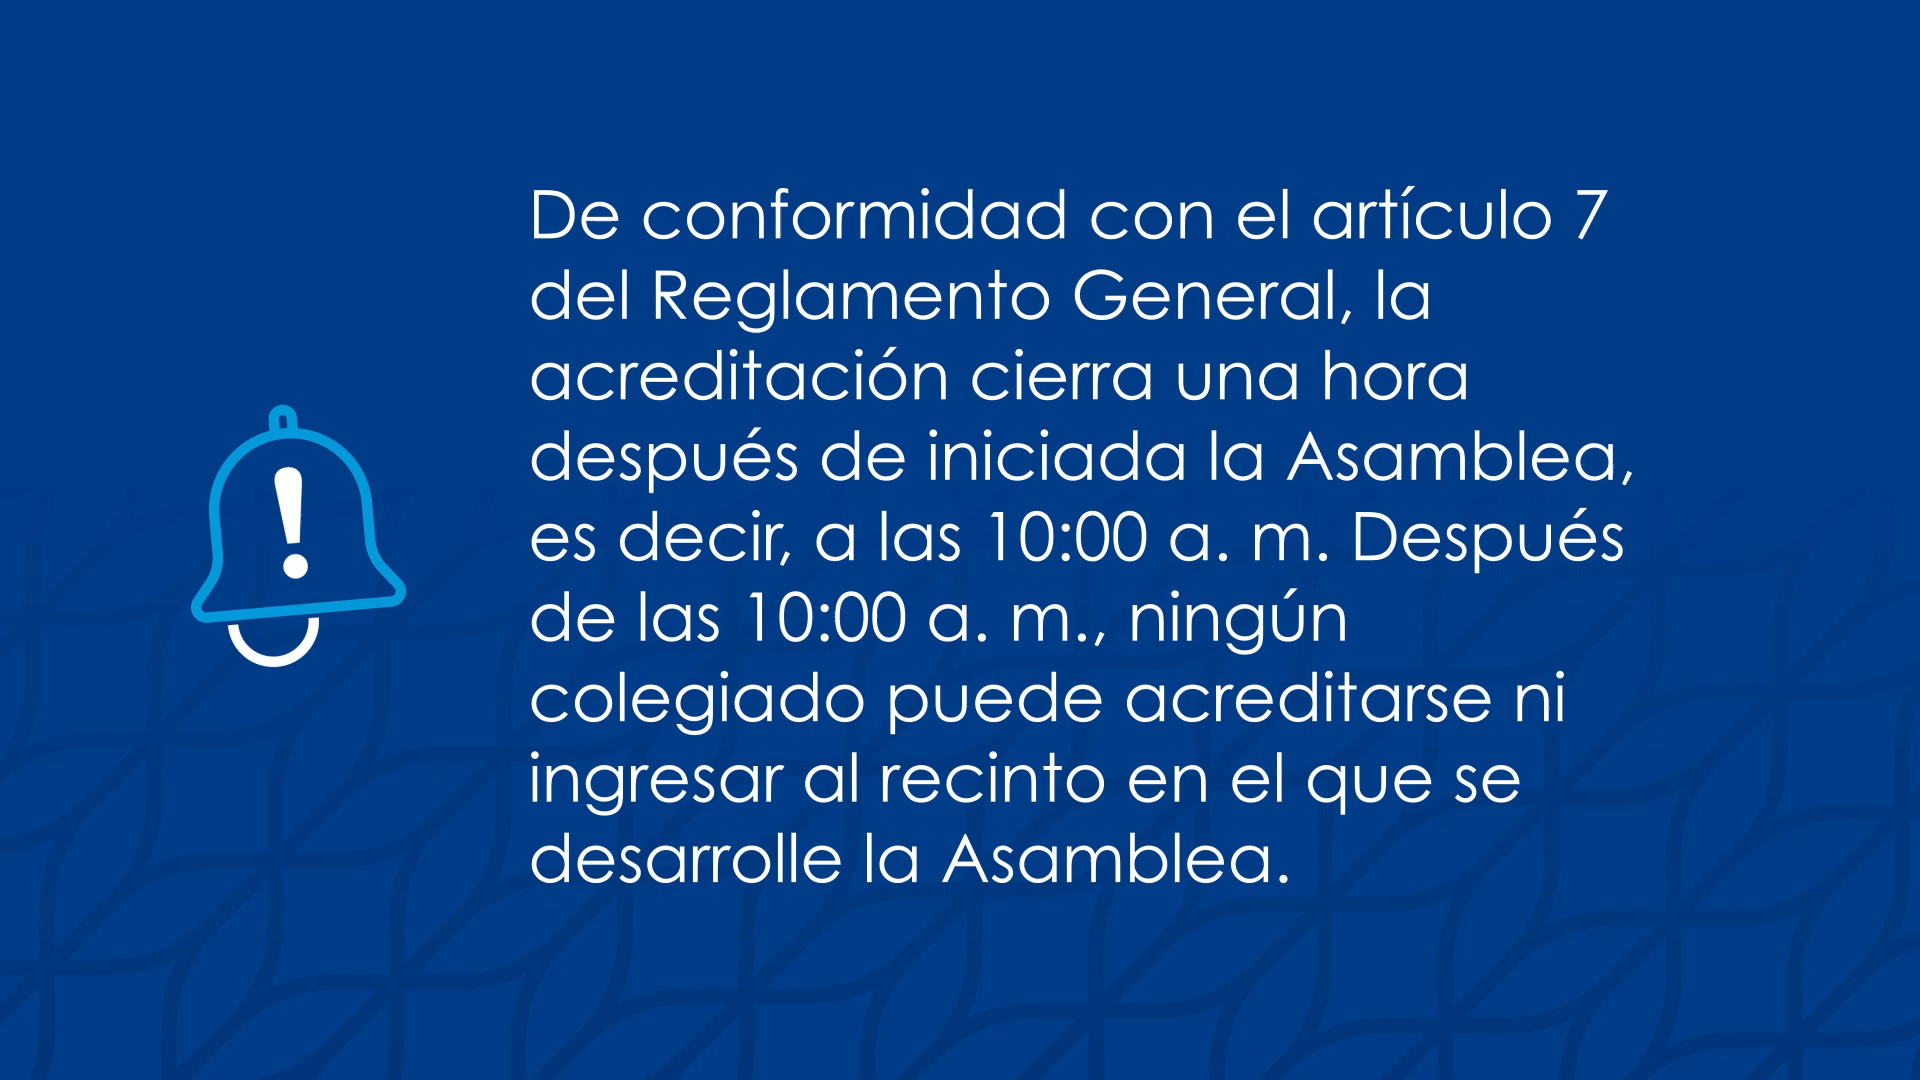 De conformidad con el artículo 7
del Reglamento General, la
acreditación cierra una hora
después de iniciada la Asamblea,
es decir, a las 10:00 a. m. Después
de las 10:00 a. m., ningún
colegiado puede acreditarse ni
ingresar al recinto en el que se
desarrolle la Asamblea.